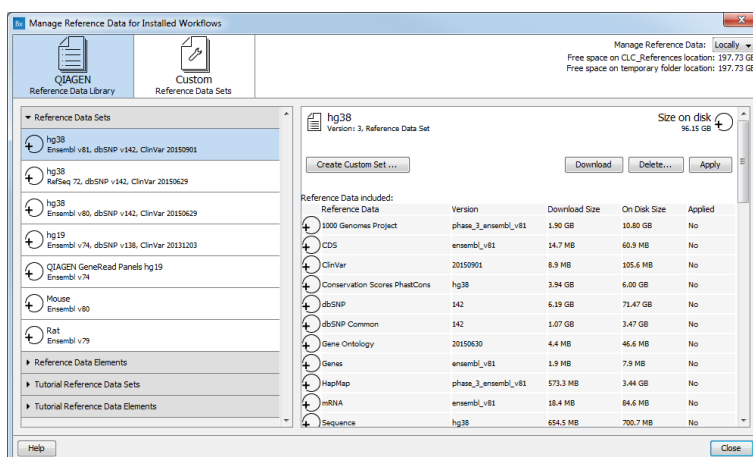 Manage Reference Data for Installed Workflows
QIAGEN
Reference Data Library
Custom
Reference Data Sets
Manage Reference Data: Locally
Free space on CLC_References location: 197.73 GB
Free space on temporary folder location: 197.73 GB
Reference Data Sets
hg38
Ensembl v81, dbSNP v142, ClinVar 20150901
hg38
RefSeq 72, dbSNP v142, ClinVar 20150629
hg38
Ensembl v80, dbSNP v142, ClinVar 20150629
hg19
Ensembl v74, dbSNP v138, ClinVar 20131203
QIAGEN GeneRead Panels hg19
Ensembl v74
Mouse
Ensembl v80
Rat
Ensembl v79
Reference Data Elements
Tutorial Reference Data Sets
Tutorial Reference Data Elements
hg38
Version: 3, Reference Data Set
Size on disk
96.15 GB
Create Custom Set ... Download Delete... Apply
Reference Data included:
Reference Data Version Download Size On Disk Size Applied
1000 Genomes Project phase_3_ensembl_v81 1.90 GB 10.80 GB No
CDS ensembl_v81 14.7 MB 60.9 MB No
ClinVar 20150901 8.9 MB 105.6 MB No
Conservation Scores PhastCons hg38 3.94 GB 6.00 GB No
dbSNP 142 6.19 GB 71.47 GB No
dbSNP Common 142 1.07 GB 3.47 GB No
Gene Ontology 20150630 4.4 MB 46.6 MB No
Genes ensembl_v81 1.9 MB 7.9 MB No
HapMap phase_3_ensembl_v81 573.3 MB 3.44 GB No
mRNA ensembl_v81 18.4 MB 84.6 MB No
Sequence hg38 654.5 MB 700.7 MB No
Help Close